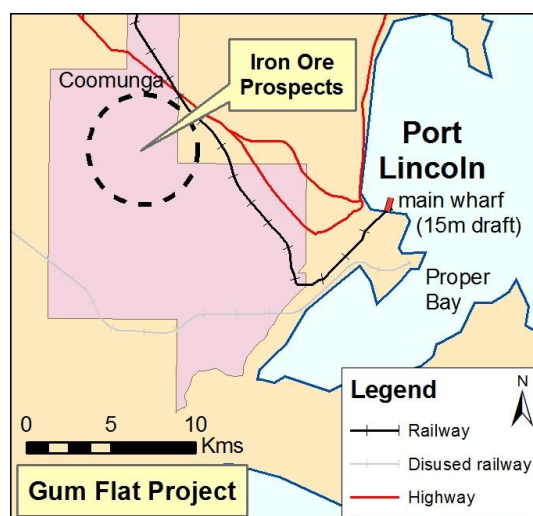 Iron Ore
Prospects
Coomunga
Port
Lincoln
main wharf
(15m draft)
Proper
Bay
0 5 10
Kms
Gum Flat Project
Legend
N
Railway
Disused railway
Highway